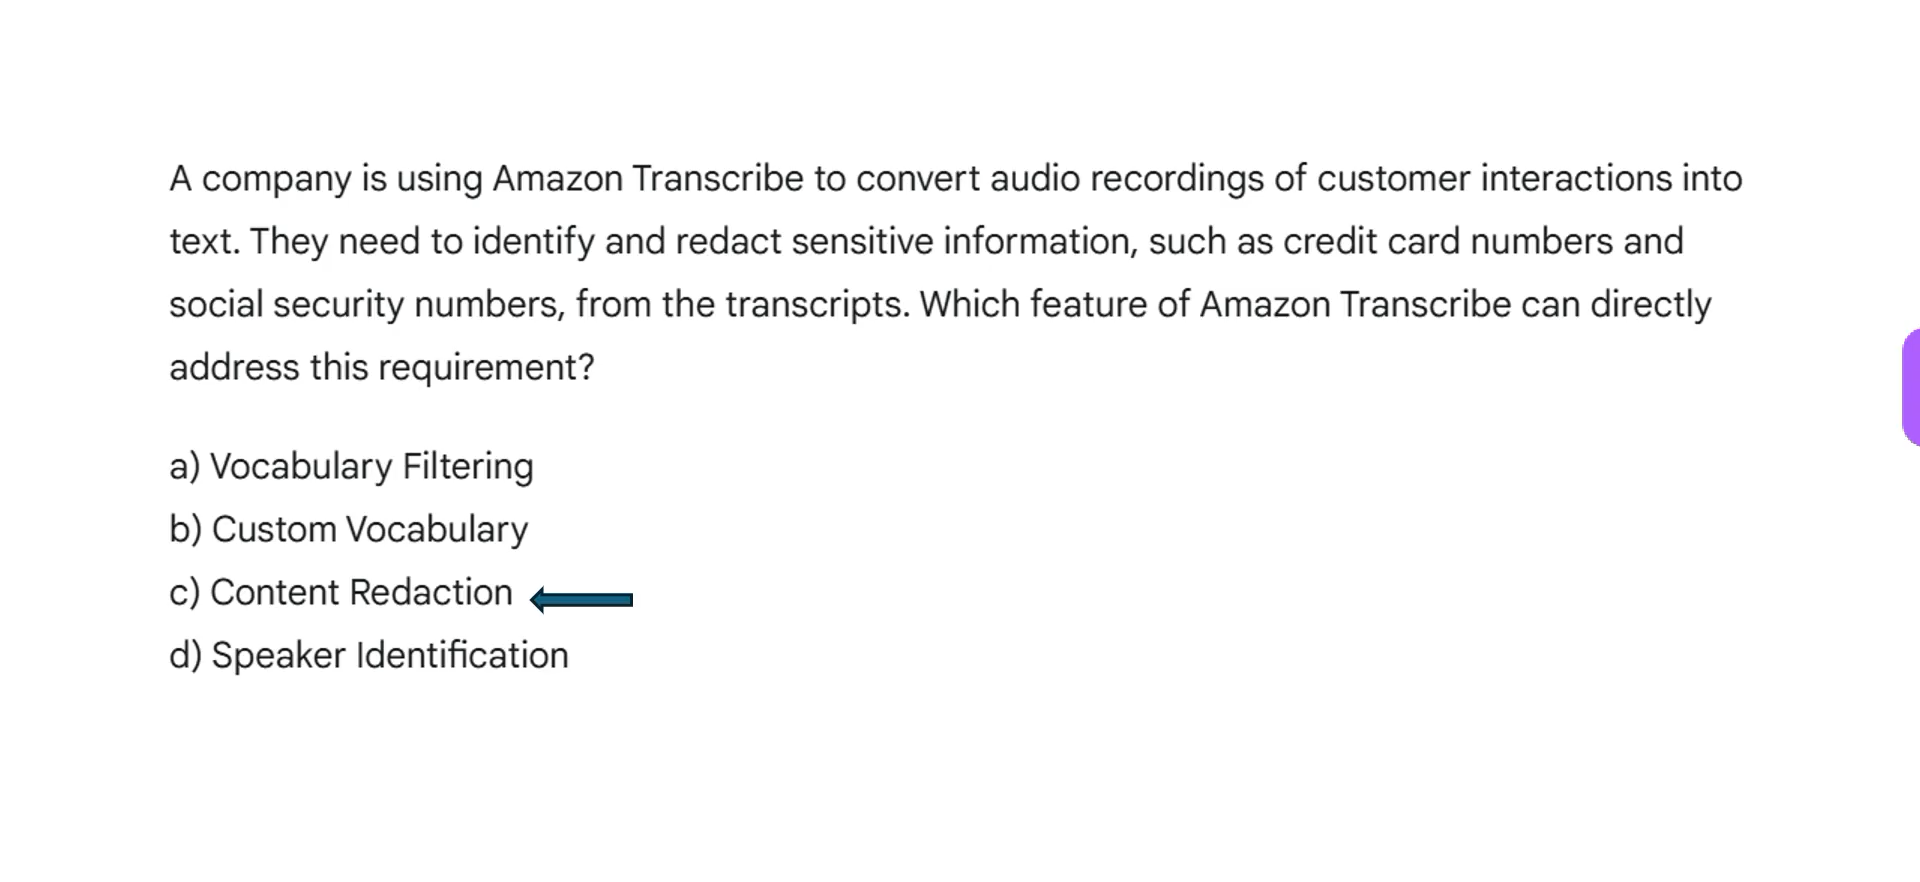 A company is using Amazon Transcribe to convert audio recordings of customer interactions into
text. They need to identify and redact sensitive information, such as credit card numbers and
social security numbers, from the transcripts. Which feature of Amazon Transcribe can directly
address this requirement?
a) Vocabulary Filtering
b) Custom Vocabulary
c) Content Redaction
d) Speaker Identification